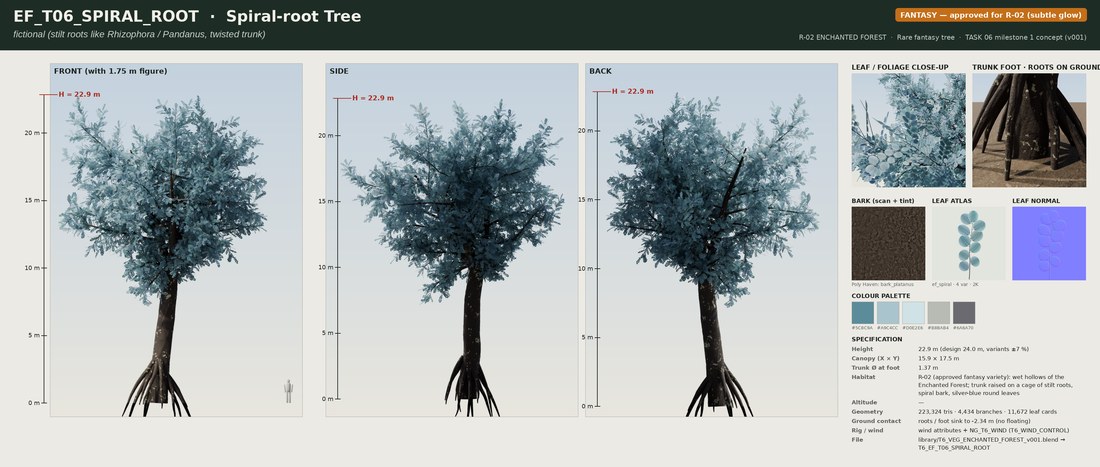 EF_T06_SPIRAL_ROOT · Spiral-root Tree
fictional (stilt roots like Rhizophora / Pandanus, twisted trunk)
FANTASY — approved for R-02 (subtle glow)
R-02 ENCHANTED FOREST · Rare fantasy tree · TASK 06 milestone 1 concept (v001)
FRONT (with 1.75 m figure)
H = 22.9 m
20 m
15 m
10 m
5 m
0 m
SIDE
H = 22.9 m
20 m
15 m
10 m
5 m
0 m
BACK
H = 22.9 m
20 m
15 m
10 m
5 m
0 m
LEAF / FOLIAGE CLOSE-UP
TRUNK FOOT · ROOTS ON GROUND
BARK (scan + tint)
LEAF ATLAS
LEAF NORMAL
Poly Haven: bark_platanus
ef_spiral · 4 var · 2K
COLOUR PALETTE
SPECIFICATION
Height 22.9 m (design 24.0 m, variants ±7 %)
Canopy (X × Y) 15.9 × 17.5 m
Trunk Ø at foot 1.37 m
Habitat R-02 (approved fantasy variety): wet hollows of the
Enchanted Forest; trunk raised on a cage of stilt roots,
spiral bark, silver-blue round leaves
Altitude —
Geometry 223,324 tris · 4,434 branches · 11,672 leaf cards
Ground contact roots / foot sink to -2.34 m (no floating)
Rig / wind wind attributes + NG_T6_WIND (T6_WIND_CONTROL)
File library/T6_VEG_ENCHANTED_FOREST_v001.blend →
T6_EF_T06_SPIRAL_ROOT